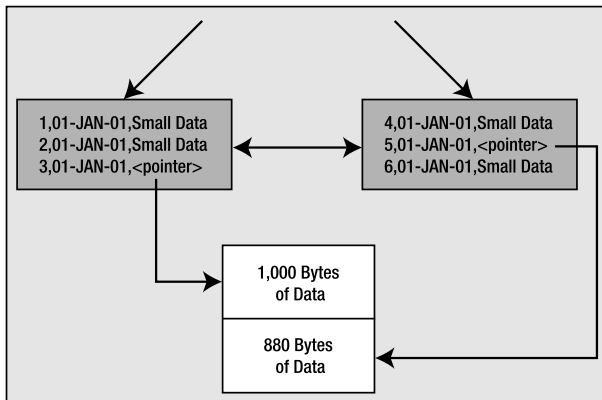 1,01-JAN-01,Small Data
2,01-JAN-01,Small Data
3,01-JAN-01,<pointer>
4,01-JAN-01,Small Data
5,01-JAN-01,<pointer>
6,01-JAN-01,Small Data
1,000 Bytes
of Data
880 Bytes
of Data